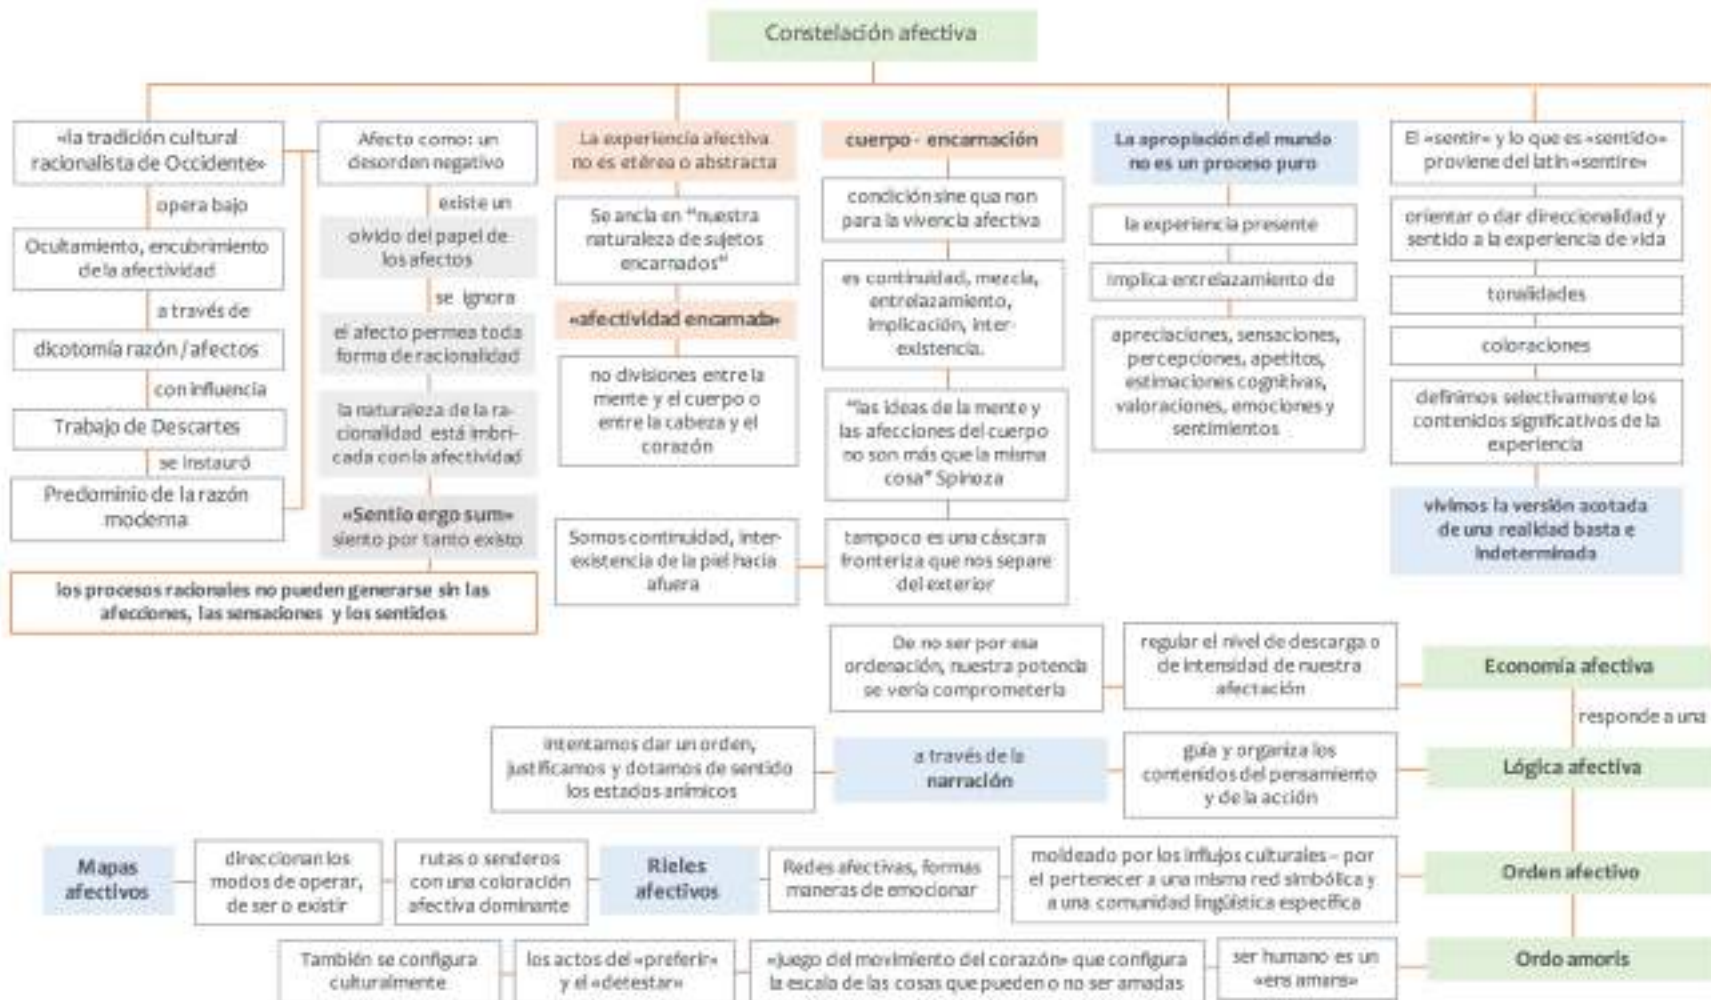 Constelación afectiva
«la tradición cultural
racionalista de Occidente»
opera bajo
Ocultamiento, encubrimiento
de la afectividad
a través de
dicotomía razón / afectos
con influencia
Trabajo de Descartes
se instauró
Predominio de la razón
moderna
Afecto como: un
desorden negativo
existe un
olvido del papel de
los afectos
se ignora
el afecto permea toda
forma de racionalidad
la naturaleza de la ra-
cionalidad está imbri-
cada con la afectividad
«Sentio ergo sum»
siento por tanto existo
los procesos racionales no pueden generarse sin las
afecciones, las sensaciones y los sentidos
La experiencia afectiva
no es etérea o abstracta
Se ancla en "nuestra
naturaleza de sujetos
encarnados"
«afectividad encarnada»
no divisiones entre la
mente y el cuerpo o
entre la cabeza y el
corazón
cuerpo - encarnación
condición sine qua non
para la vivencia afectiva
es continuidad, mezcla,
entrelazamiento,
implicación, inter-
existencia.
"las ideas de la mente y
las afecciones del cuerpo
no son más que la misma
cosa" Spinoza
tampoco es una cáscara
fronteriza que nos separe
del exterior
Somos continuidad, inter-
existencia de la piel hacia
afuera
La apropiación del mundo
no es un proceso puro
la experiencia presente
implica entrelazamiento de
apreciaciones, sensaciones,
percepciones, apetitos,
estimaciones cognitivas,
valoraciones, emociones y
sentimientos
El «sentir» y lo que es «sentido»
proviene del latin «sentire»
orientar o dar direccionalidad y
sentido a la experiencia de vida
tonalidades
coloraciones
definimos selectivamente los
contenidos significativos de la
experiencia
vivimos la versión acotada
de una realidad basta e
indeterminada
De no ser por esa
ordenación, nuestra potencia
se vería comprometería
regular el nivel de descarga o
de intensidad de nuestra
afectación
Economía afectiva
responde a una
intentamos dar un orden,
justificamos y dotamos de sentido
los estados anímicos
a través de la
narración
guía y organiza los
contenidos del pensamiento
y de la acción
Lógica afectiva
Mapas
afectivos
direccionan los
modos de operar,
de ser o existir
rutas o senderos
con una coloración
afectiva dominante
Rieles
afectivos
Redes afectivas, formas
maneras de emocionar
moldeado por los influjos culturales – por
el pertenecer a una misma red simbólica y
a una comunidad lingüística específica
Orden afectivo
También se configura
culturalmente
los actos del «preferir»
y el «detestar»
«juego del movimiento del corazón» que configura
la escala de las cosas que pueden o no ser amadas
ser humano es un
«ens amans»
Ordo amoris